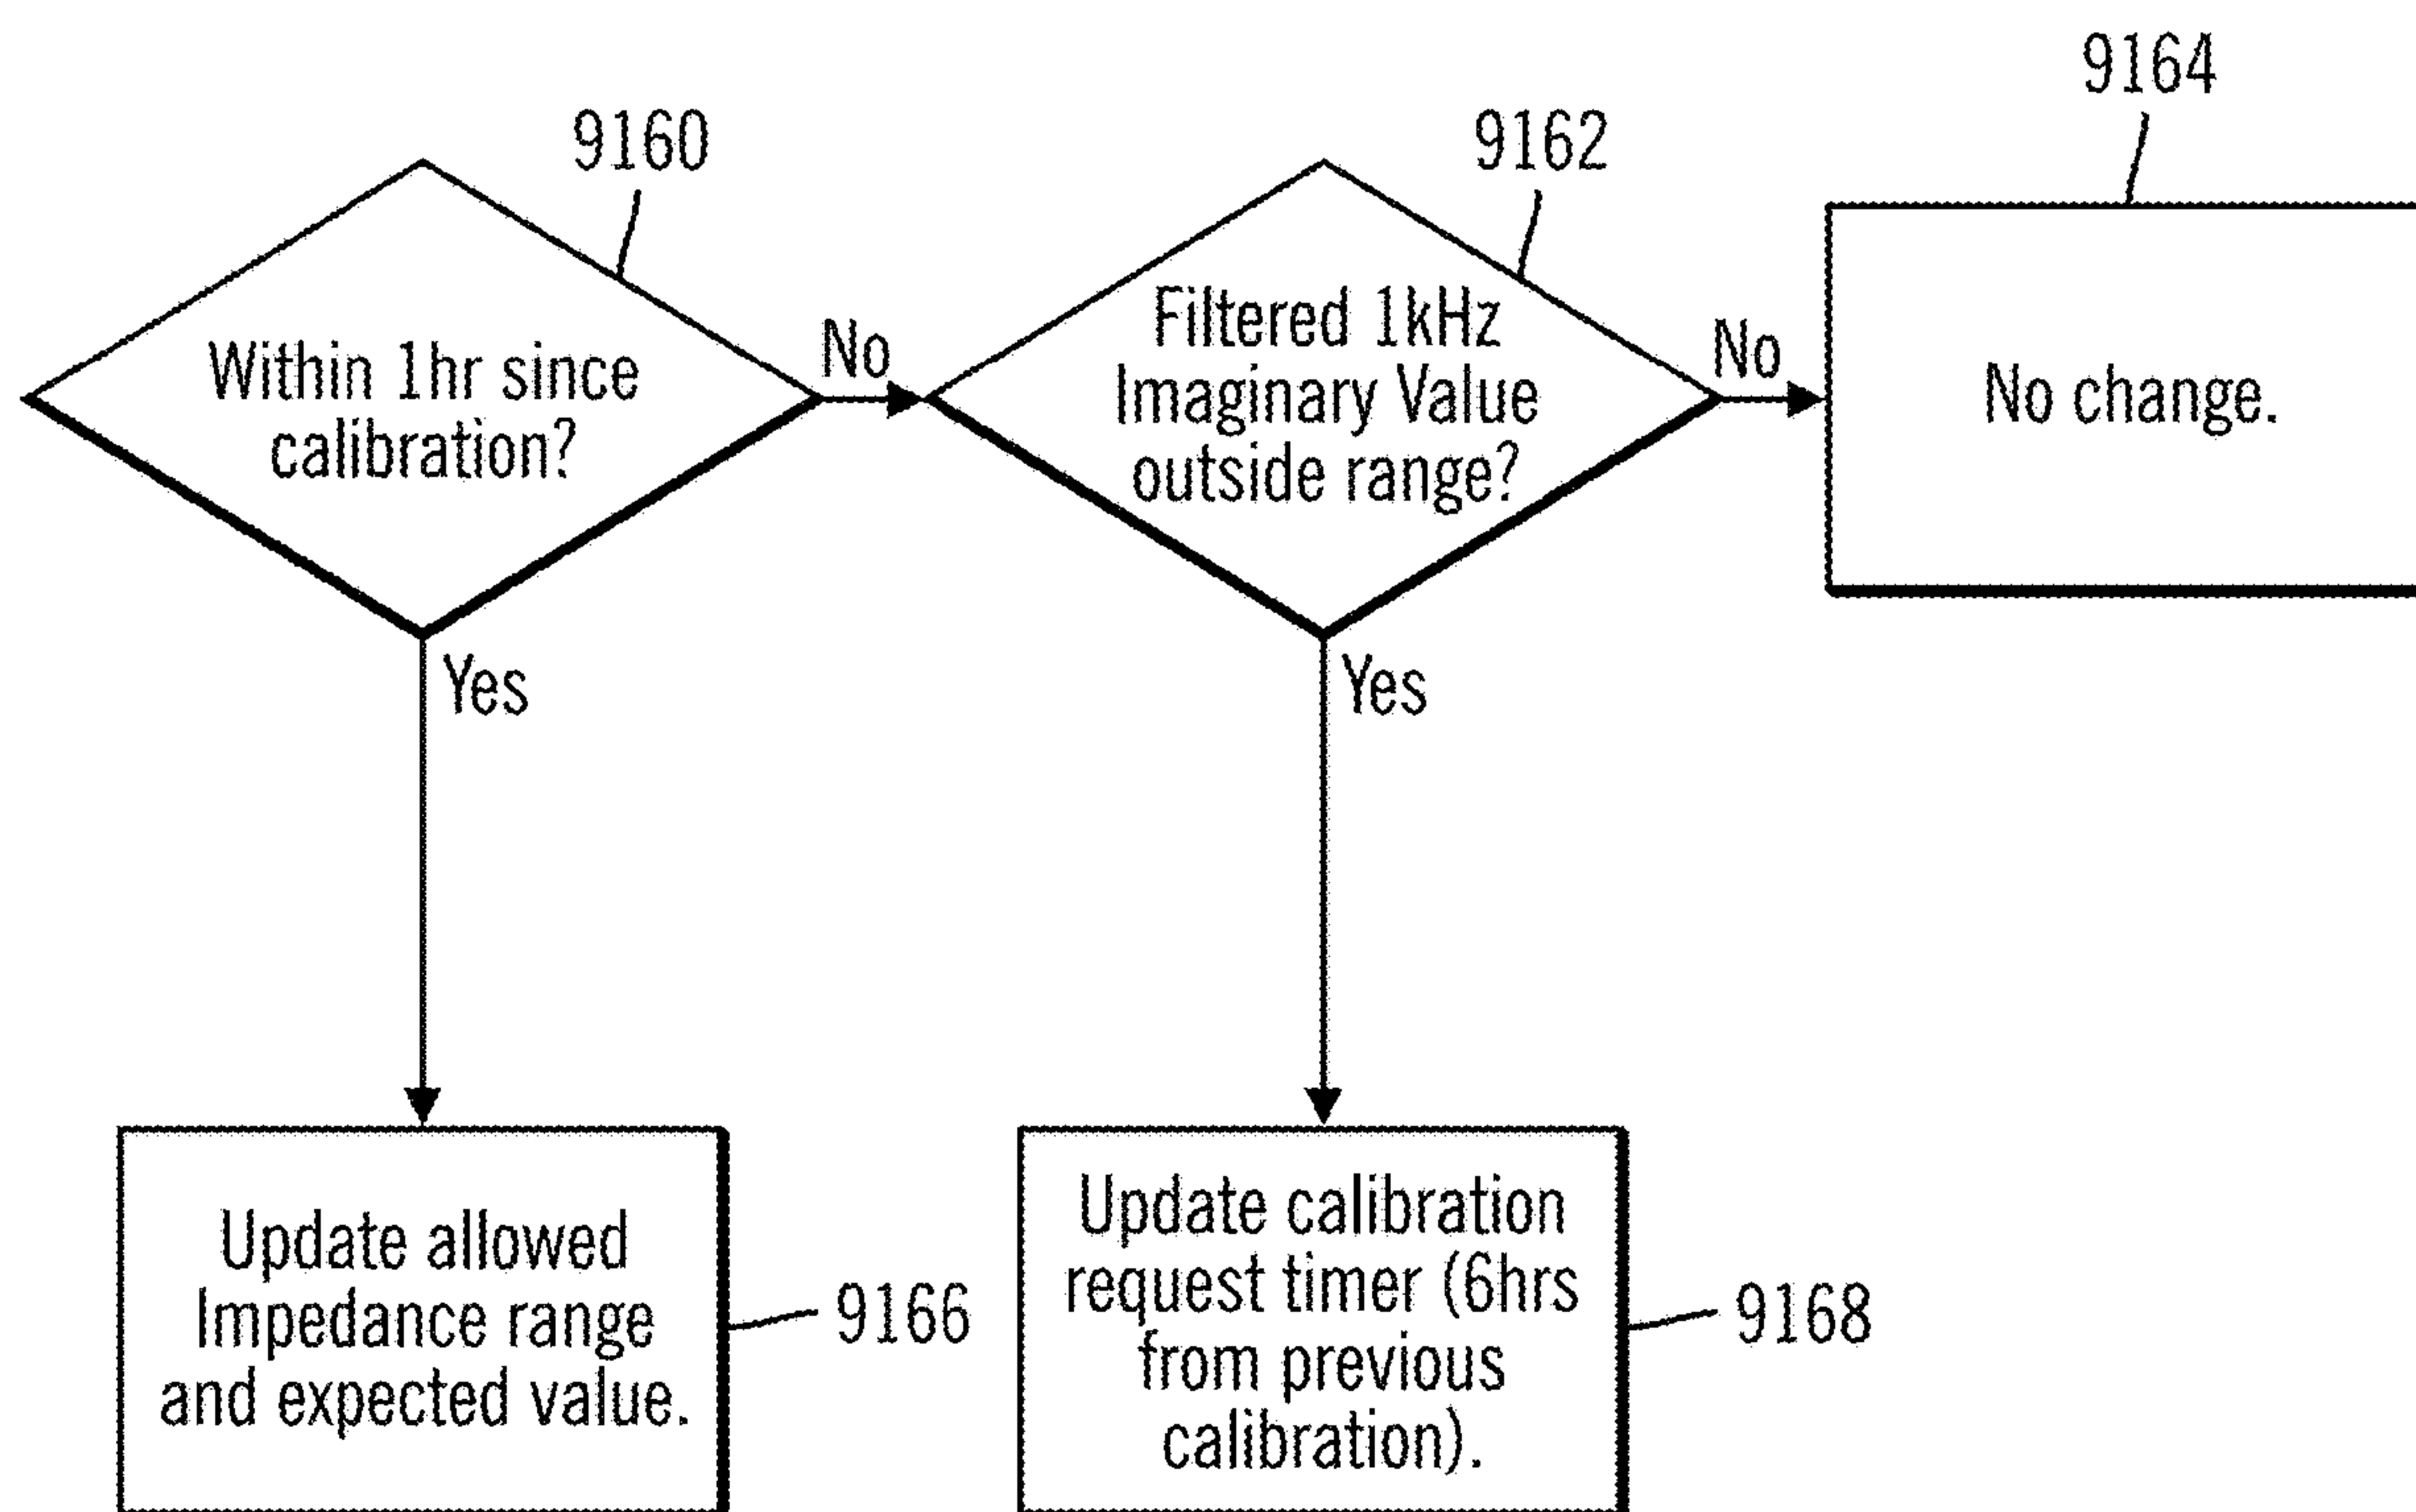 9160
Within 1hr since
calibration?
No
9162
Filtered 1kHz
Imaginary Value
outside range?
No
9164
No change.
Yes
Yes
Update allowed
Impedance range
and expected value.
9166
Update calibration
request timer (6hrs
from previous
calibration).
9168